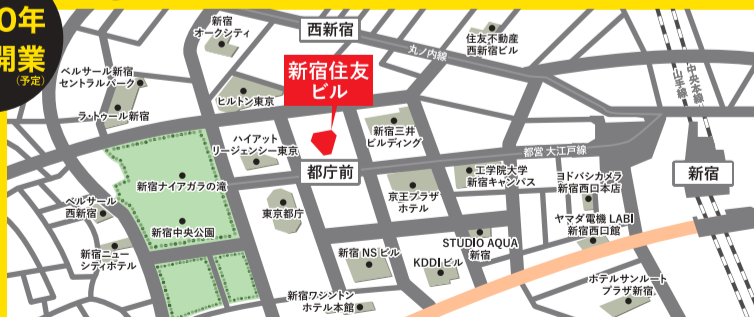 0年
開業
(予定)
新宿
オークシティ
西新宿
丸ノ内線
住友不動産
西新宿ビル
中央本線
山手線
ベルサール新宿
セントラルパーク
ラ・トゥール新宿
ヒルトン東京
新宿住友
ビル
新宿三井
ビルディング
ハイアット
リージェンシー東京
都庁前
都営 大江戸線
新宿
工学院大学
新宿キャンパス
ヨドバシカメラ
新宿西口本店
新宿ナイアガラの滝
京王プラザ
ホテル
ベルサール
西新宿
東京都庁
ヤマダ電機 LABI
新宿西口館
新宿中央公園
STUDIO AQUA
新宿
新宿ニュー
シティホテル
新宿 NS ビル
KDDIビル
ホテルサンルート
プラザ新宿
新宿ワシントン
ホテル本館